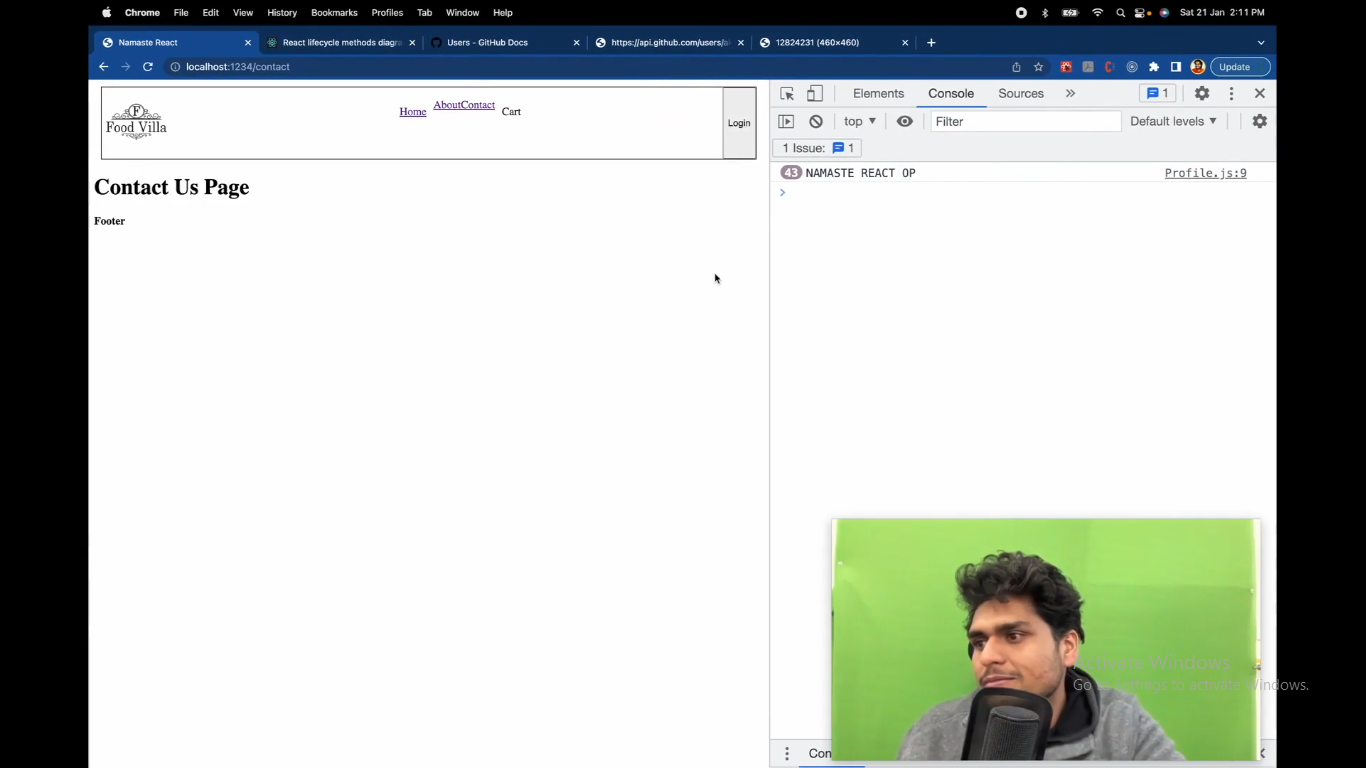 Chrome File Edit View History Bookmarks Profiles Tab Window Help Sat 21 Jan 2:11 PM
Namaste React React lifecycle methods diagra Users - GitHub Docs https://api.github.com/users/a 12824231 (460×460)
localhost:1234/contact Update
F
Food Villa
Home AboutContact Cart
Login
Contact Us Page
Footer
Elements Console Sources 1
top Filter Default levels
1 Issue: 1
43 NAMASTE REACT OP Profile.js:9
Activate Windows
Go to Settings to activate Windows.
Con